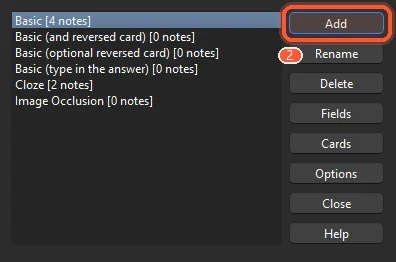 Basic [4 notes]
Basic (and reversed card) [0 notes]
Basic (optional reversed card) [0 notes]
Basic (type in the answer) [0 notes]
Cloze [2 notes]
Image Occlusion [0 notes]
Add
2
Rename
Delete
Fields
Cards
Options
Close
Help